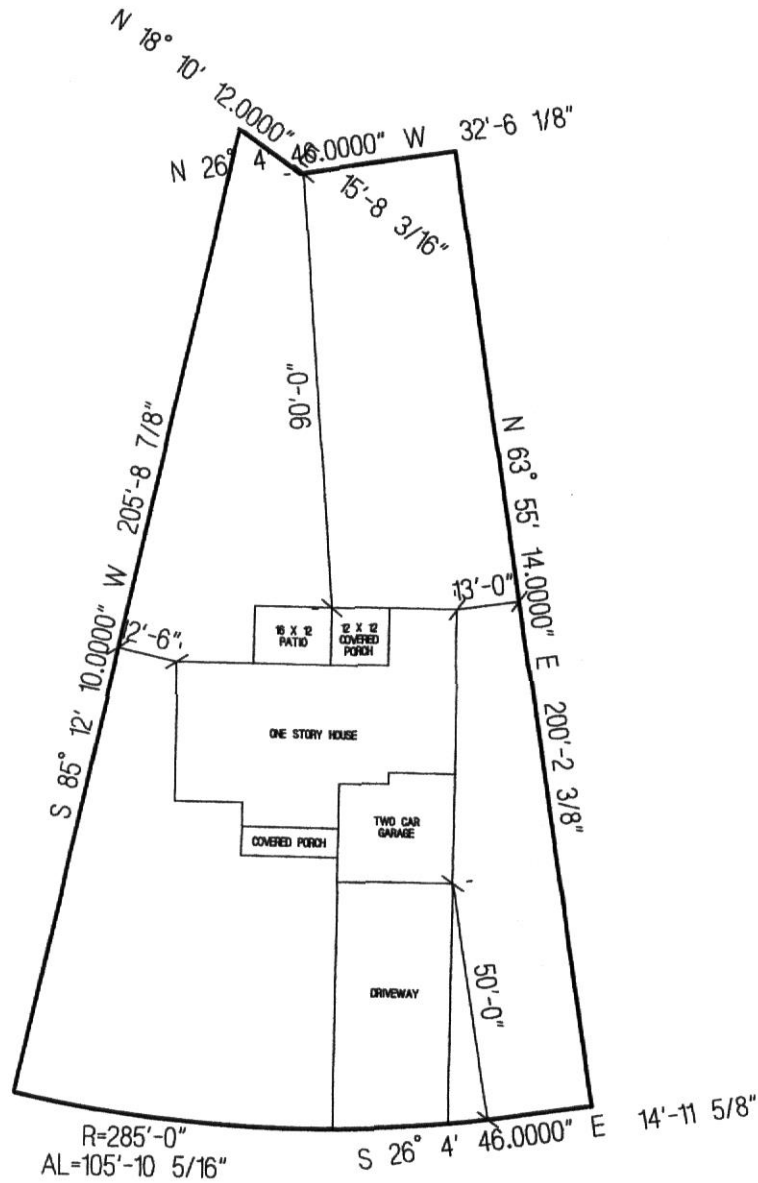 N 18° 10' 12.0000" E
N 26° 4' 46.0000" W 32'-6 1/8"
15'-8 3/16"
90'-0"
S 85° 12' 10.0000" W 205'-8 7/8"
N 63° 55' 14.0000" E 200'-2 3/8"
13'-0"
2'-6"
16 X 12
PATIO
12 X 12
COVERED
PORCH
ONE STORY HOUSE
TWO CAR
GARAGE
COVERED PORCH
DRIVEWAY
50'-0"
R=285'-0"
AL=105'-10 5/16"
S 26° 4' 46.0000" E 14'-11 5/8"